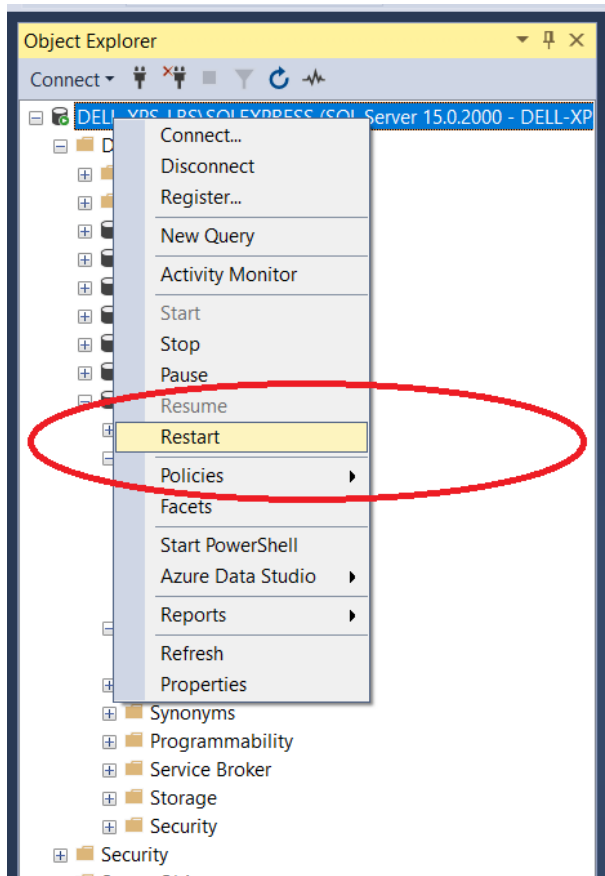 Object Explorer
Connect
DELL-XPS-LBS\SQLEXPRESS (SQL Server 15.0.2000 - DELL-XP
D
Connect...
Disconnect
Register...
New Query
Activity Monitor
Start
Stop
Pause
Resume
Restart
Policies
Facets
Start PowerShell
Azure Data Studio
Reports
Refresh
Properties
Synonyms
Programmability
Service Broker
Storage
Security
Security